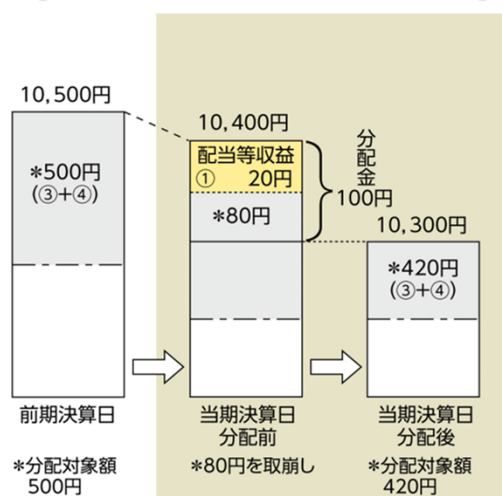 10,500円
*500円
(③+④)
前期決算日
*分配対象額
500円
10,400円
配当等収益
① 20円
*80円
分配金
100円
当期決算日
分配前
*80円を取崩し
10,300円
*420円
(③+④)
当期決算日
分配後
*分配対象額
420円